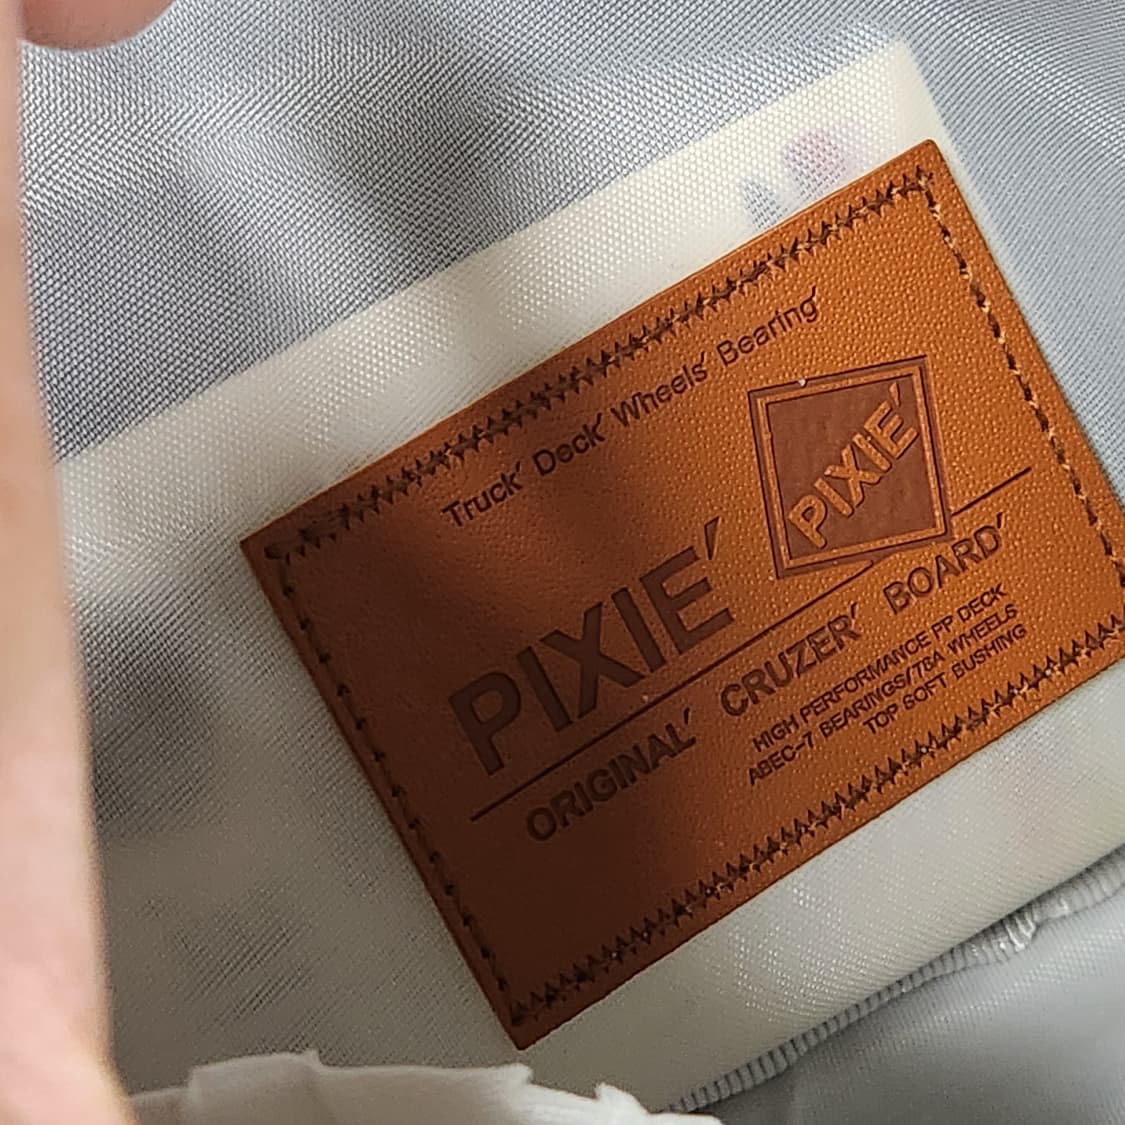 Truck′ Deck′ Wheels′ Bearing′
PIXIE′
PIXIE′
ORIGINAL′ CRUZER′ BOARD′
HIGH PERFORMANCE PP DECK
ABEC-7 BEARINGS/78A WHEELS
TOP SOFT BUSHING